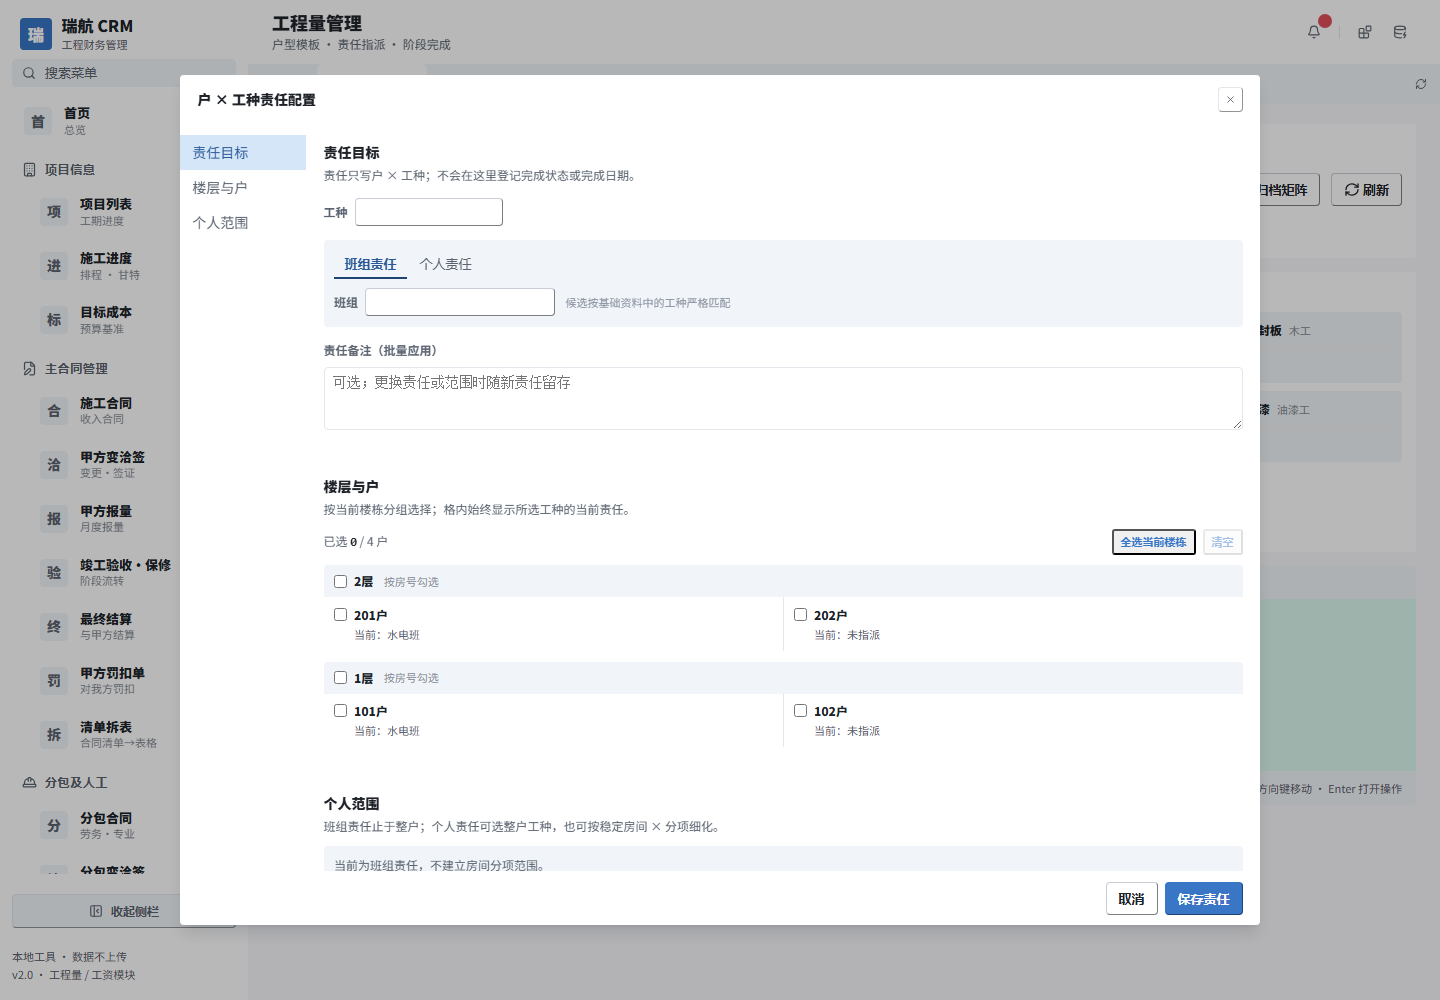 瑞
瑞航 CRM
工程财务管理
搜索菜单
首
首页
总览
项目信息
项
项目列表
工期进度
进
施工进度
排程 · 甘特
标
目标成本
预算基准
主合同管理
合
施工合同
收入合同
洽
甲方变洽签
变更 · 签证
报
甲方报量
月度报量
验
竣工验收 · 保修
阶段流转
终
最终结算
与甲方结算
罚
甲方罚扣单
对我方罚扣
拆
清单拆表
合同清单→表格
分包及人工
分
分包合同
劳务 · 专业
分包变洽签
收起侧栏
本地工具 · 数据不上传
v2.0 · 工程量 / 工资模块
工程量管理
户型模板 · 责任指派 · 阶段完成
归档矩阵
刷新
封板 木工
漆 油漆工
方向键移动 · Enter 打开操作
户 × 工种责任配置
责任目标
楼层与户
个人范围
责任目标
责任只写户 × 工种；不会在这里登记完成状态或完成日期。
工种
班组责任 个人责任
班组 候选按基础资料中的工种严格匹配
责任备注（批量应用）
可选；更换责任或范围时随新责任留存
楼层与户
按当前楼栋分组选择；格内始终显示所选工种的当前责任。
已选 0 / 4 户
全选当前楼栋 清空
2层 按房号勾选
201户
当前：水电班
202户
当前：未指派
1层 按房号勾选
101户
当前：水电班
102户
当前：未指派
个人范围
班组责任止于整户；个人责任可选整户工种，也可按稳定房间 × 分项细化。
当前为班组责任，不建立房间分项范围。
取消 保存责任